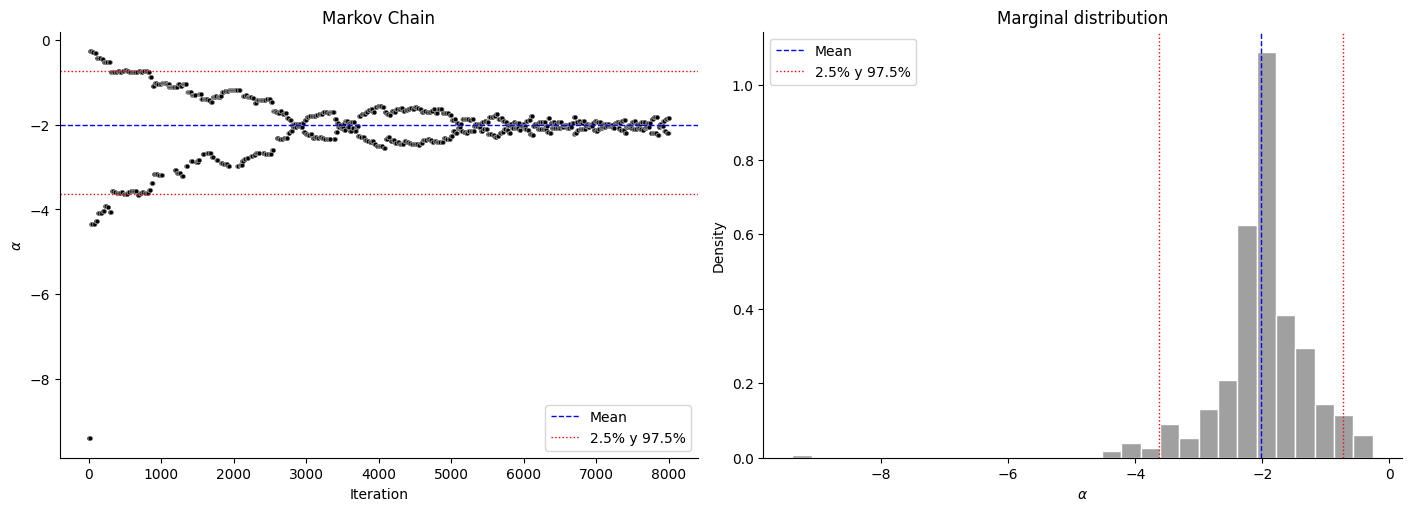 Markov Chain
0
−2
−4
−6
−8
α
0 1000 2000 3000 4000 5000 6000 7000 8000
Iteration
Mean
2.5% y 97.5%
Marginal distribution
Mean
2.5% y 97.5%
1.0
0.8
0.6
0.4
0.2
0.0
Density
−8 −6 −4 −2 0
α